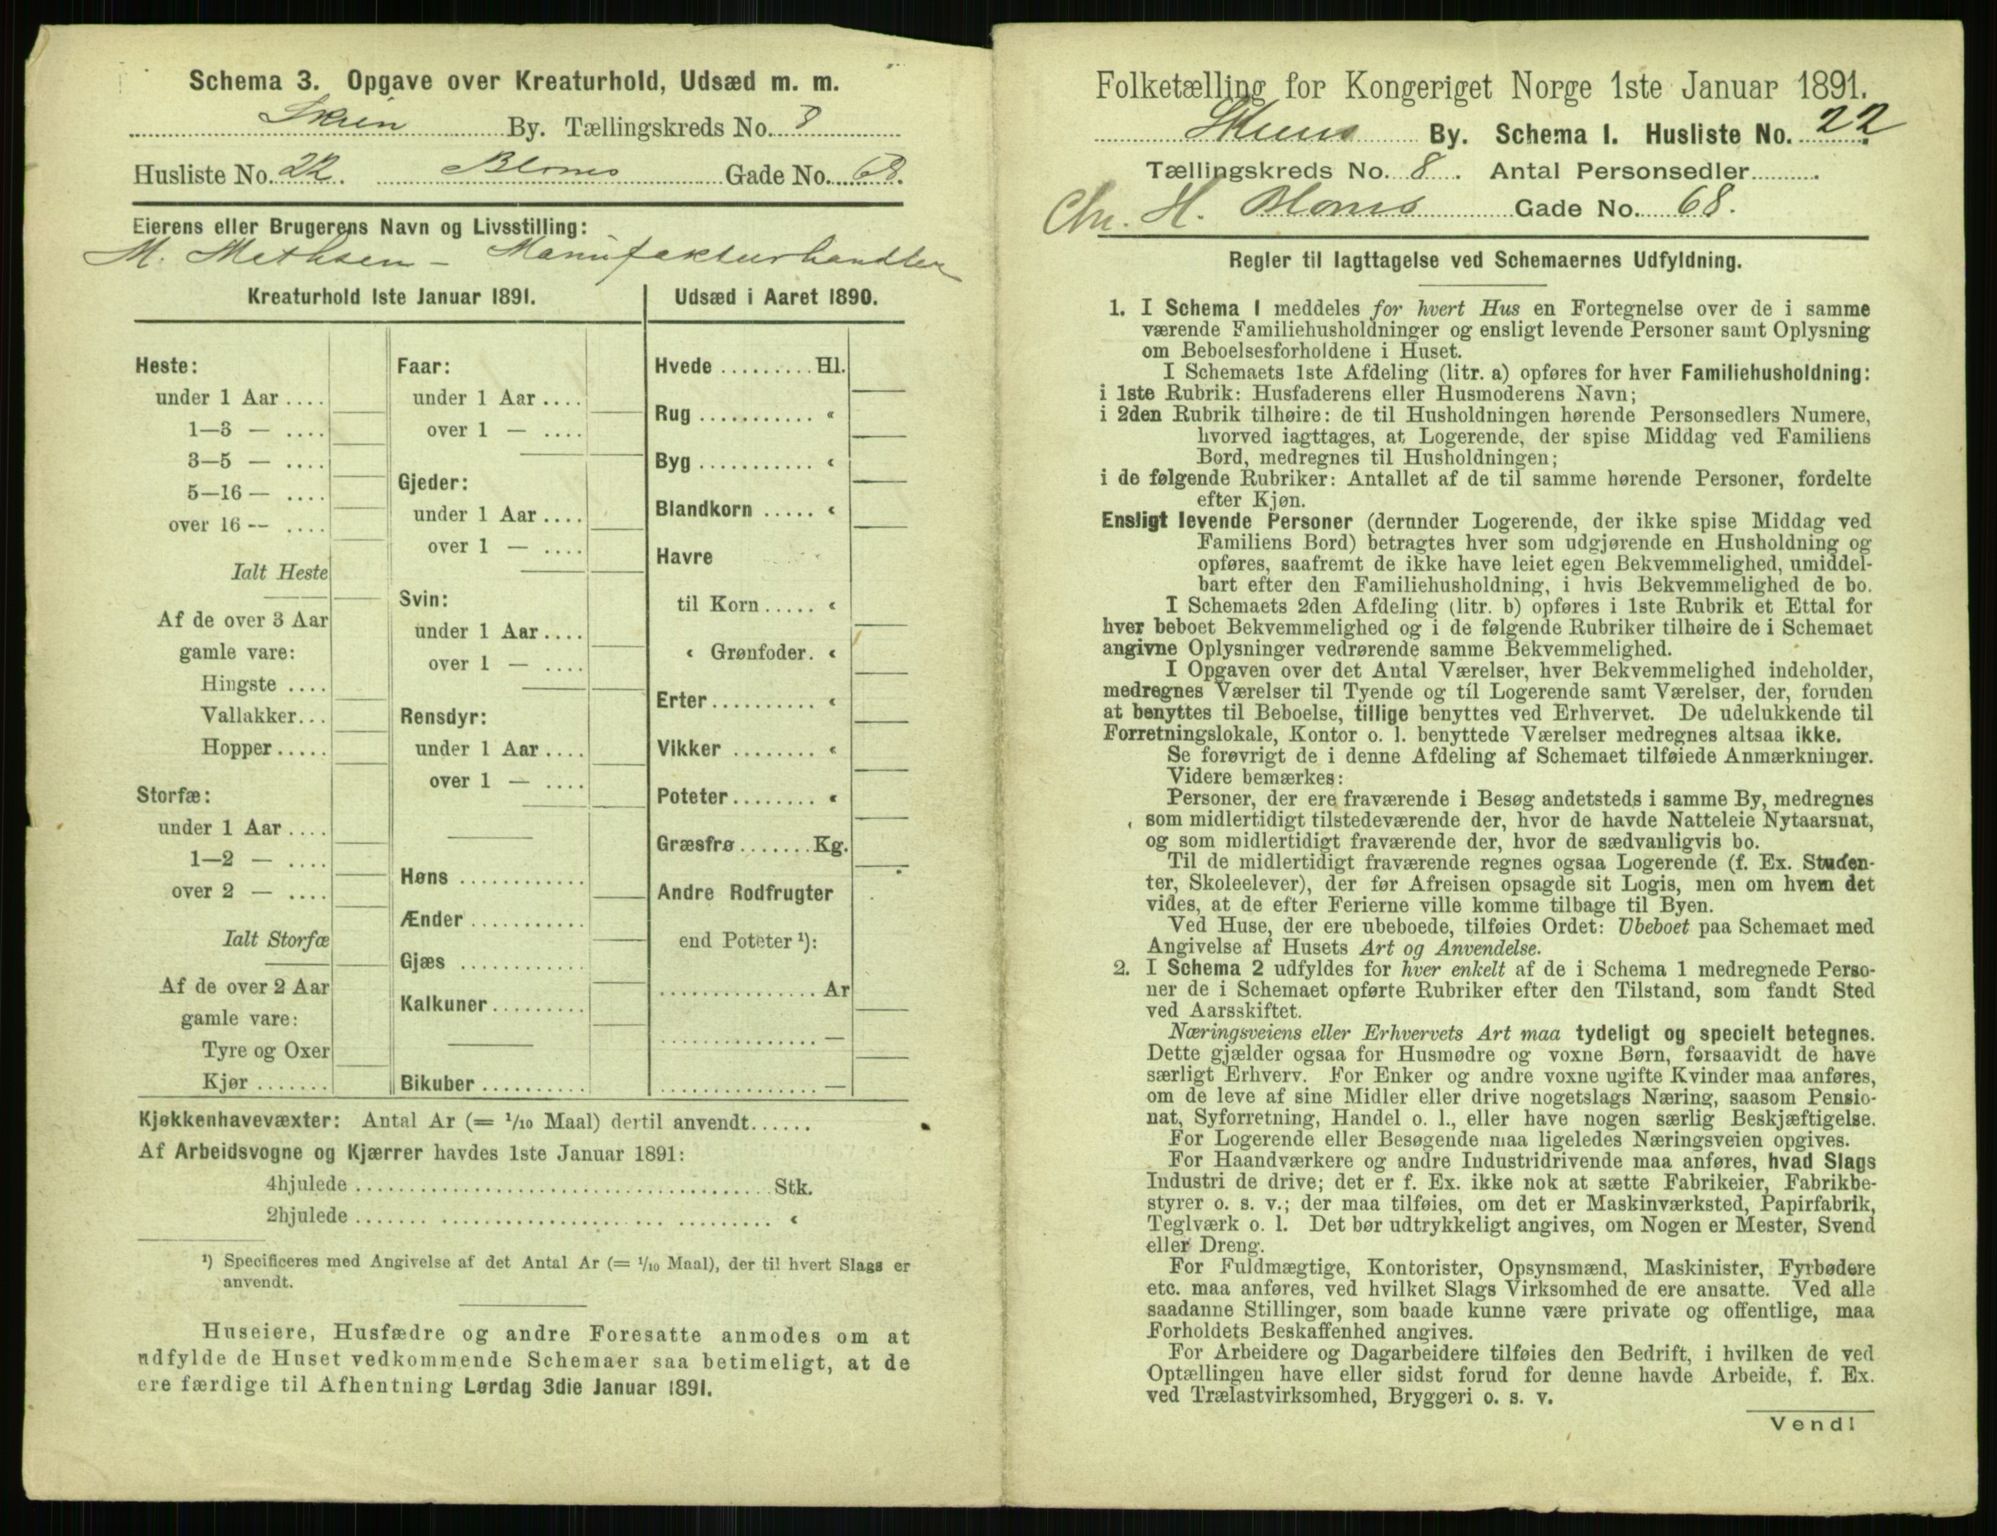 Schema 3. Opgave over Kreaturhold, Udsæd m. m.
Skien By. Tællingskreds No. 8
Husliste No. 22. Bloms Gade No. 68.
Eierens eller Brugerens Navn og Livsstilling:
M. Mathsen – Manufakturhandler
Kreaturhold 1ste Januar 1891.
Heste:
under 1 Aar ....
1—3 — ....
3—5 — ....
5—16 — ....
over 16 -- ....
Ialt Heste
Af de over 3 Aar
gamle vare:
Hingste ....
Vallakker...
Hopper.....
Storfæ:
under 1 Aar ....
1—2 — ....
over 2 — ....
Ialt Storfæ
Af de over 2 Aar
gamle vare:
Tyre og Oxer
Kjør .......
Faar:
under 1 Aar ....
over 1 — ....
Gjeder:
under 1 Aar ....
over 1 — ....
Svin:
under 1 Aar ....
over 1 — ....
Rensdyr:
under 1 Aar ....
over 1 — ....
Høns ............
Ænder ..........
Gjæs ...........
Kalkuner.........
Bikuber .........
Udsæd i Aaret 1890.
Hvede ......... Hl.
Rug ........... «
Byg ........... «
Blandkorn ..... «
Havre
til Korn ..... «
« Grønfoder. «
Erter.......... «
Vikker ........ «
Poteter........ «
Græsfrø ....... Kg.
Andre Rodfrugter
end Poteter ¹):
............... Ar
............... —
............... —
Kjøkkenhavevæxter: Antal Ar (= 1/10 Maal) dertil anvendt......
Af Arbeidsvogne og Kjærrer havdes 1ste Januar 1891:
4hjulede ..................................... Stk.
2hjulede ..................................... «
¹) Specificeres med Angivelse af det Antal Ar (= 1/10 Maal), der til hvert Slags er
anvendt.
Huseiere, Husfædre og andre Foresatte anmodes om at
udfylde de Huset vedkommende Schemaer saa betimeligt, at de
ere færdige til Afhentning Lørdag 3die Januar 1891.
Folketælling for Kongeriget Norge 1ste Januar 1891.
Skiens By. Schema 1. Husliste No. 22
Tællingskreds No. 8. Antal Personsedler .........
Chr. H. Bloms Gade No. 68.
Regler til Iagttagelse ved Schemaernes Udfyldning.
1. I Schema 1 meddeles for hvert Hus en Fortegnelse over de i samme
værende Familiehusholdninger og ensligt levende Personer samt Oplysning
om Beboelsesforholdene i Huset.
I Schemaets 1ste Afdeling (litr. a) opføres for hver Familiehusholdning:
i 1ste Rubrik: Husfaderens eller Husmoderens Navn;
i 2den Rubrik tilhøire: de til Husholdningen hørende Personsedlers Numere,
hvorved iagttages, at Logerende, der spise Middag ved Familiens
Bord, medregnes til Husholdningen;
i de følgende Rubriker: Antallet af de til samme hørende Personer, fordelte
efter Kjøn.
Ensligt levende Personer (derunder Logerende, der ikke spise Middag ved
Familiens Bord) betragtes hver som udgjørende en Husholdning og
opføres, saafremt de ikke have leiet egen Bekvemmelighed, umiddel-
bart efter den Familiehusholdning, i hvis Bekvemmelighed de bo.
I Schemaets 2den Afdeling (litr. b) opføres i 1ste Rubrik et Ettal for
hver beboet Bekvemmelighed og i de følgende Rubriker tilhøire de i Schemaet
angivne Oplysninger vedrørende samme Bekvemmelighed.
I Opgaven over det Antal Værelser, hver Bekvemmelighed indeholder,
medregnes Værelser til Tyende og til Logerende samt Værelser, der, foruden
at benyttes til Beboelse, tillige benyttes ved Erhvervet. De udelukkende til
Forretningslokale, Kontor o. l. benyttede Værelser medregnes altsaa ikke.
Se forøvrigt de i denne Afdeling af Schemaet tilføiede Anmærkninger.
Videre bemærkes:
Personer, der ere fraværende i Besøg andetsteds i samme By, medregnes
som midlertidigt tilstedeværende der, hvor de havde Natteleie Nytaarsnat,
og som midlertidigt fraværende der, hvor de sædvanligvis bo.
Til de midlertidigt fraværende regnes ogsaa Logerende (f. Ex. Studen-
ter, Skoleelever), der før Afreisen opsagde sit Logis, men om hvem det
vides, at de efter Ferierne ville komme tilbage til Byen.
Ved Huse, der ere ubeboede, tilføies Ordet: Ubeboet paa Schemaet med
Angivelse af Husets Art og Anvendelse.
2. I Schema 2 udfyldes for hver enkelt af de i Schema 1 medregnede Perso-
ner de i Schemaet opførte Rubriker efter den Tilstand, som fandt Sted
ved Aarsskiftet.
Næringsveiens eller Erhvervets Art maa tydeligt og specielt betegnes.
Dette gjælder ogsaa for Husmødre og voxne Børn, forsaavidt de have
særligt Erhverv. For Enker og andre voxne ugifte Kvinder maa anføres,
om de leve af sine Midler eller drive nogetslags Næring, saasom Pensio-
nat, Syforretning, Handel o. l., eller have nogen særlig Beskjæftigelse.
For Logerende eller Besøgende maa ligeledes Næringsveien opgives.
For Haandværkere og andre Industridrivende maa anføres, hvad Slags
Industri de drive; det er f. Ex. ikke nok at sætte Fabrikeier, Fabrikbe-
styrer o. s. v.; der maa tilføies, om det er Maskinværksted, Papirfabrik,
Teglværk o. l. Det bør udtrykkeligt angives, om Nogen er Mester, Svend
eller Dreng.
For Fuldmægtige, Kontorister, Opsynsmænd, Maskinister, Fyrbødere
etc. maa anføres, ved hvilket Slags Virksomhed de ere ansatte. Ved alle
saadanne Stillinger, som baade kunne være private og offentlige, maa
Forholdets Beskaffenhed angives.
For Arbeidere og Dagarbeidere tilføies den Bedrift, i hvilken de ved
Optællingen have eller sidst forud for denne havde Arbeide, f. Ex.
ved Trælastvirksomhed, Bryggeri o. s. v.
Vend!